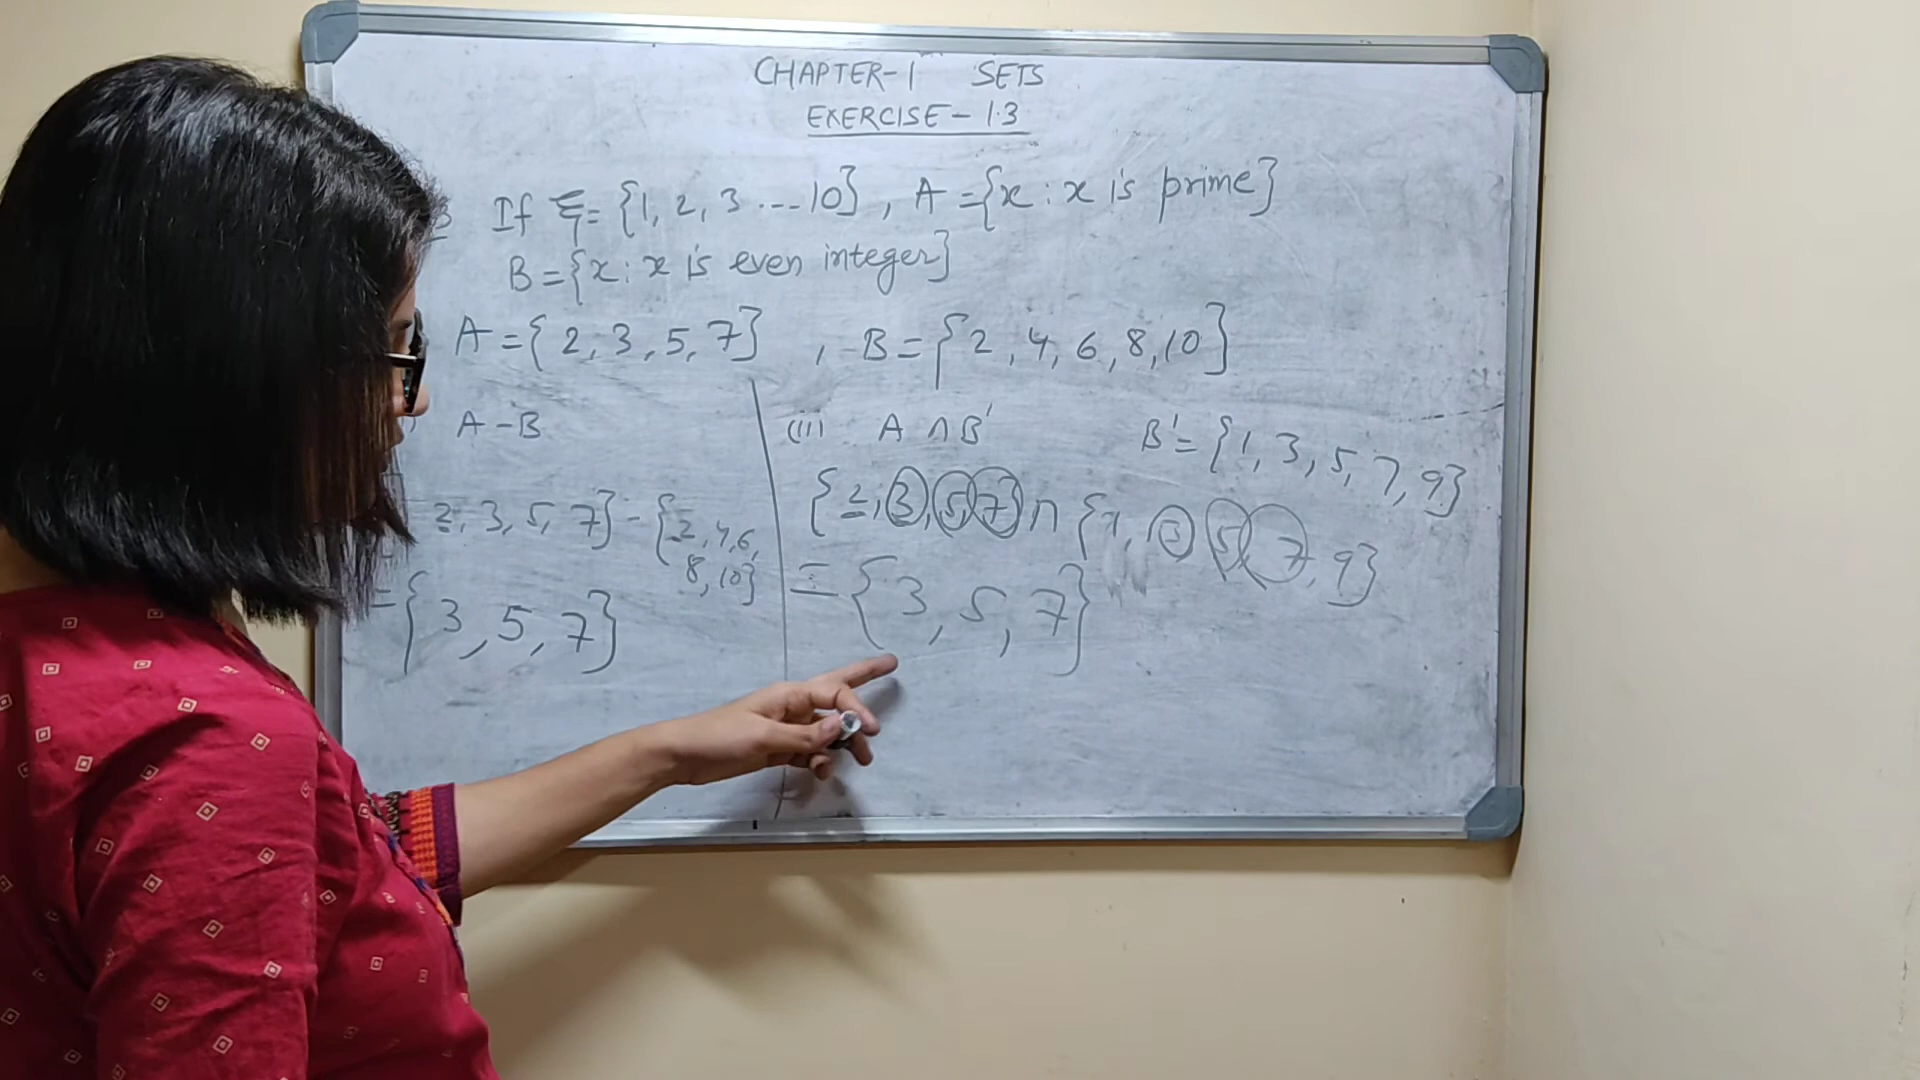 CHAPTER-1 SETS
EXERCISE-1.3
3 If ξ= {1, 2, 3 ... 10}, A={x : x is prime}
B={x : x is even integer}
A={2, 3, 5, 7} , B={2, 4, 6, 8, 10}
) A-B
2, 3, 5, 7} - {2, 4, 6,
8, 10}
={3, 5, 7}
(ii) A ∩ B' B'={1, 3, 5, 7, 9}
{2, 3, 5, 7} ∩ {1, 3, 5, 7, 9}
= {3, 5, 7}